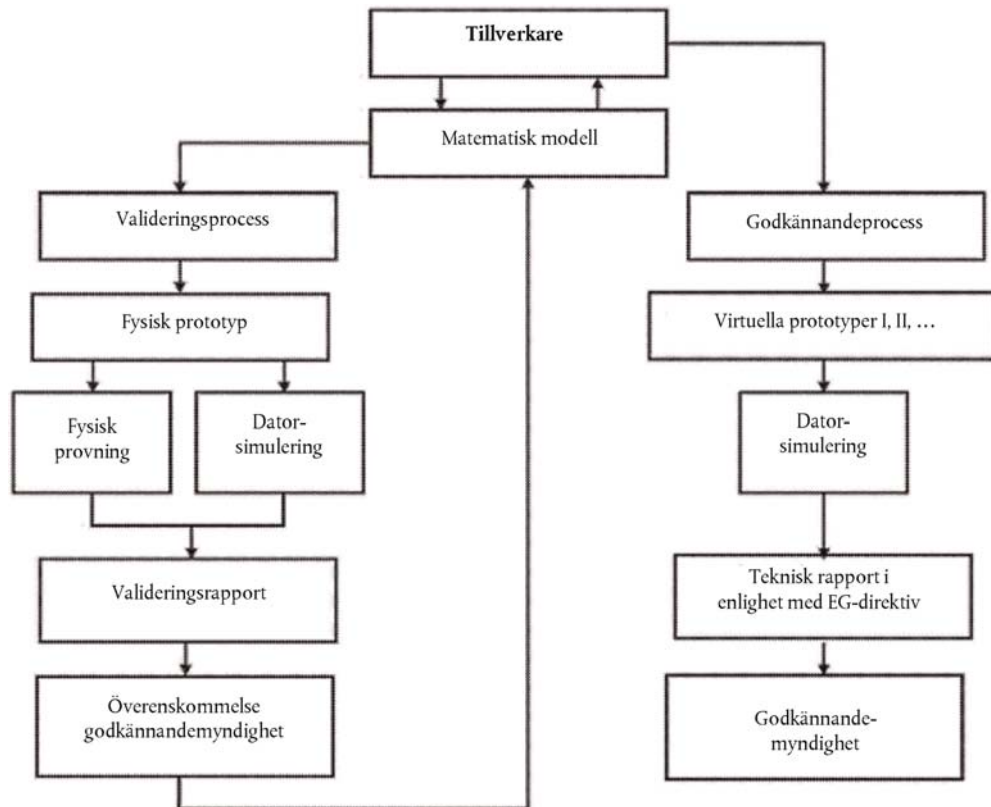 Tillverkare
Matematisk modell
Valideringsprocess
Fysisk prototyp
Fysisk
provning
Dator-
simulering
Valideringsrapport
Överenskommelse
godkännandemyndighet
Godkännandeprocess
Virtuella prototyper I, II, …
Dator-
simulering
Teknisk rapport i
enlighet med EG-direktiv
Godkännande-
myndighet